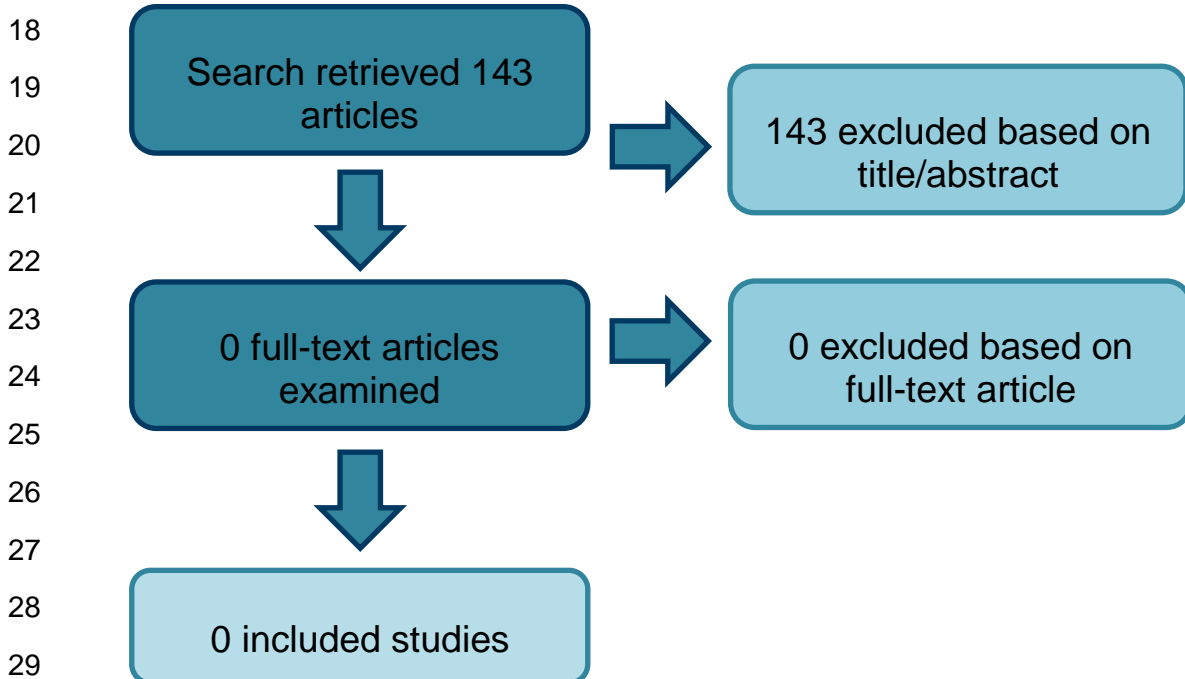 18
Search retrieved 143
articles
19
20
143 excluded based on
title/abstract
21
22
23
0 full-text articles
examined
24
0 excluded based on
full-text article
25
26
27
28
0 included studies
29